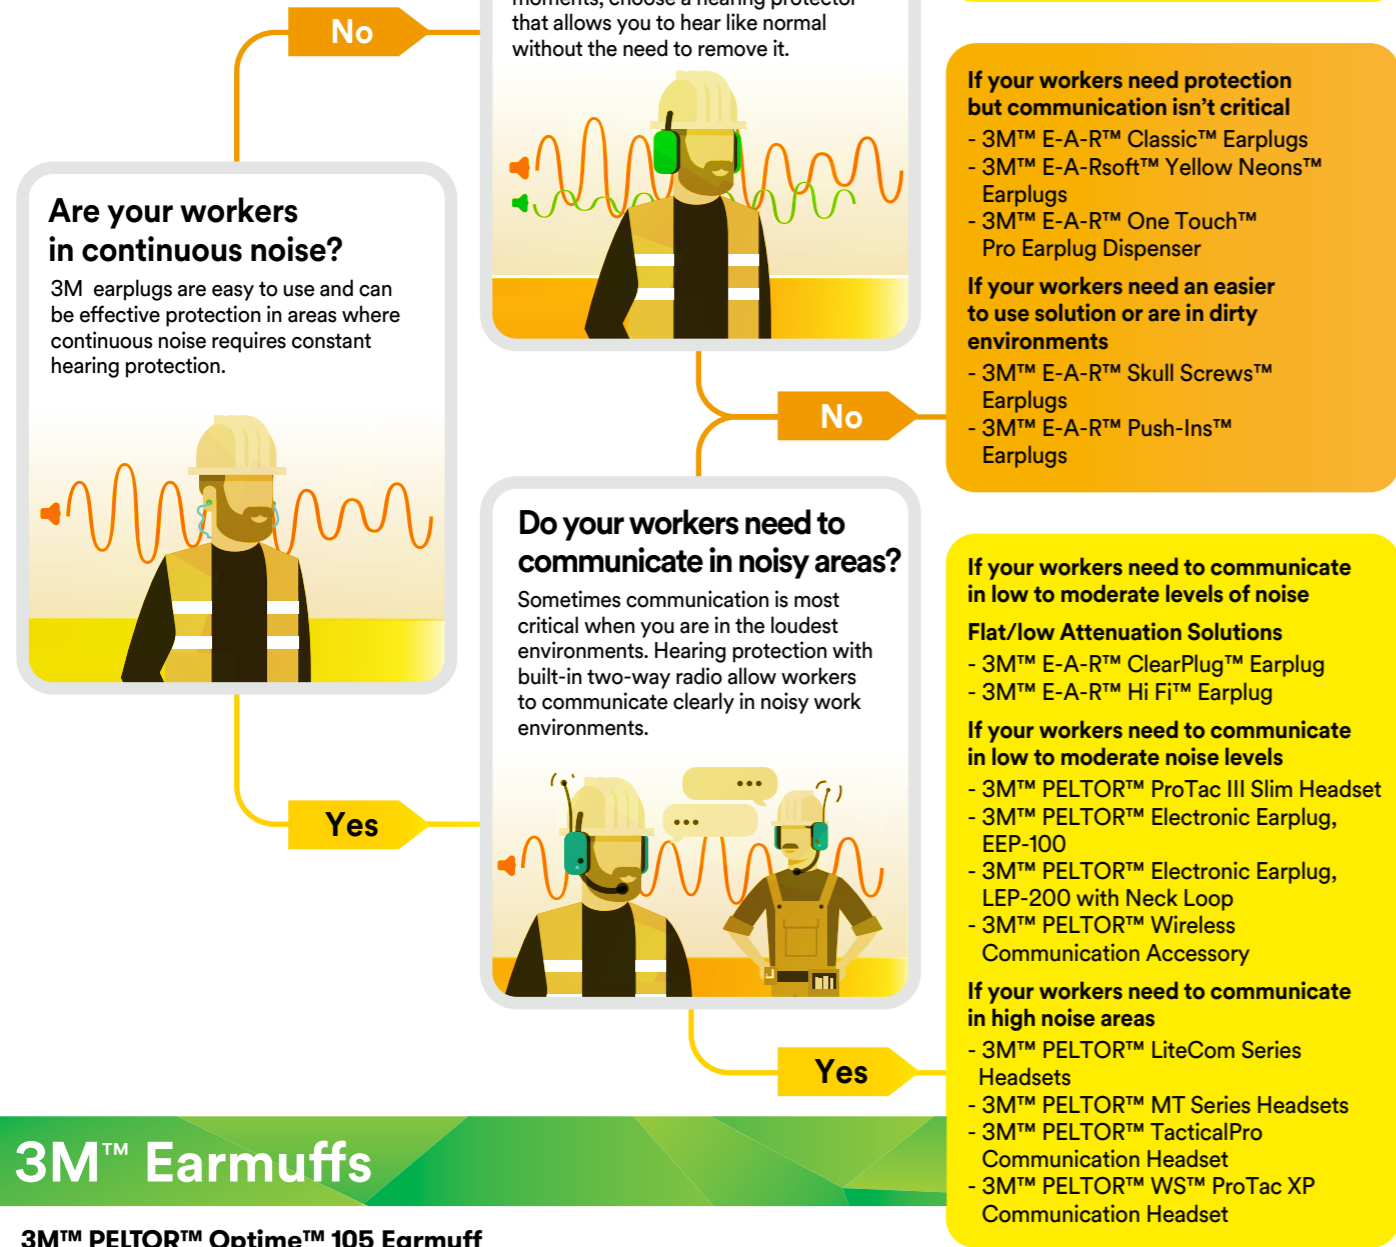 No
moments, choose a hearing protector
that allows you to hear like normal
without the need to remove it.
Are your workers
in continuous noise?
3M earplugs are easy to use and can
be effective protection in areas where
continuous noise requires constant
hearing protection.
No
Do your workers need to
communicate in noisy areas?
Sometimes communication is most
critical when you are in the loudest
environments. Hearing protection with
built-in two-way radio allow workers
to communicate clearly in noisy work
environments.
Yes
Yes
If your workers need protection
but communication isn't critical
- 3M™ E-A-R™ Classic™ Earplugs
- 3M™ E-A-Rsoft™ Yellow Neons™
Earplugs
- 3M™ E-A-R™ One Touch™
Pro Earplug Dispenser
If your workers need an easier
to use solution or are in dirty
environments
- 3M™ E-A-R™ Skull Screws™
Earplugs
- 3M™ E-A-R™ Push-Ins™
Earplugs
If your workers need to communicate
in low to moderate levels of noise
Flat/low Attenuation Solutions
- 3M™ E-A-R™ ClearPlug™ Earplug
- 3M™ E-A-R™ Hi Fi™ Earplug
If your workers need to communicate
in low to moderate noise levels
- 3M™ PELTOR™ ProTac III Slim Headset
- 3M™ PELTOR™ Electronic Earplug,
EEP-100
- 3M™ PELTOR™ Electronic Earplug,
LEP-200 with Neck Loop
- 3M™ PELTOR™ Wireless
Communication Accessory
If your workers need to communicate
in high noise areas
- 3M™ PELTOR™ LiteCom Series
Headsets
- 3M™ PELTOR™ MT Series Headsets
- 3M™ PELTOR™ TacticalPro
Communication Headset
- 3M™ PELTOR™ WS™ ProTac XP
Communication Headset
3M™ Earmuffs
3M™ PELTOR™ Optime™ 105 Earmuff